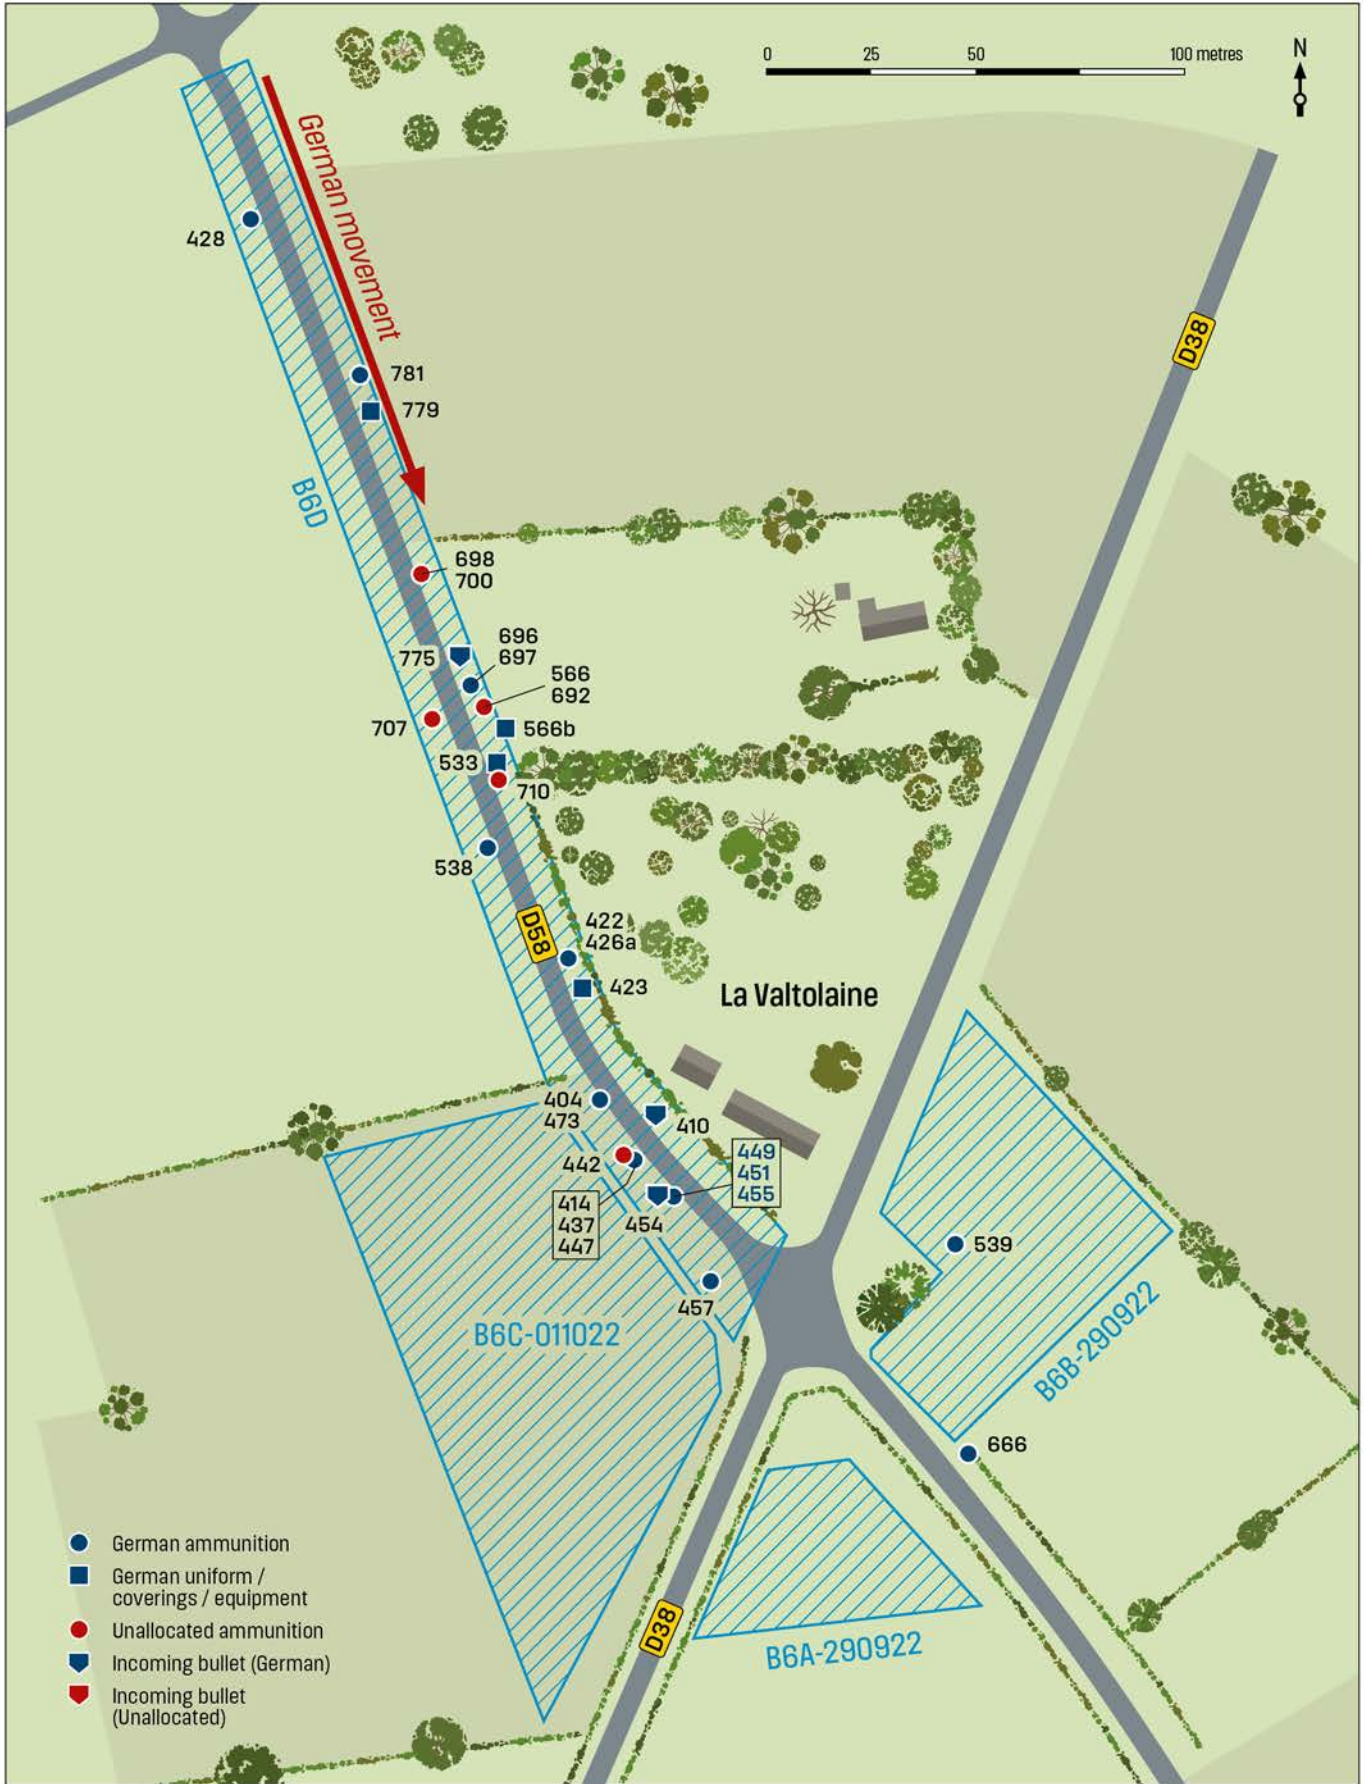 0 25 50 100 metres
N
German movement
428
D38
781
779
B6D
698
700
696
697
775
566
692
707
566b
533
710
538
D58
422
426a
423
La Valtolaine
404
473
410
449
451
455
442
414
437
447
454
539
457
B6C-011022
B6B-290922
666
German ammunition
German uniform /
coverings / equipment
Unallocated ammunition
Incoming bullet (German)
Incoming bullet
(Unallocated)
D38
B6A-290922